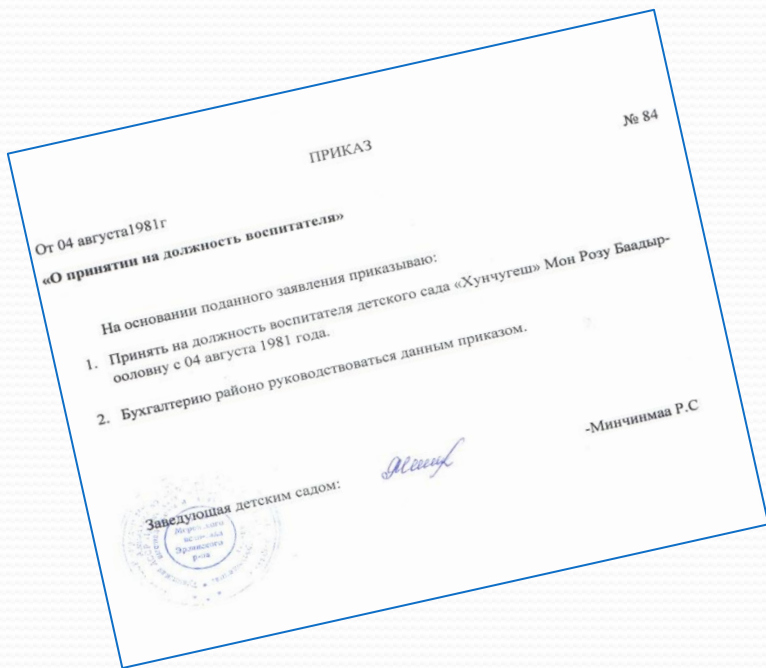 № 84
ПРИКАЗ
От 04 августа1981г
«О принятии на должность воспитателя»
На основании поданного заявления приказываю:
1. Принять на должность воспитателя детского сада «Хунчугеш» Мон Розу Баадыр-
ооловну с 04 августа 1981 года.
2. Бухгалтерию районо руководствоваться данным приказом.
-Минчинмаа Р.С
Заведующая детским садом:
Эрзинского